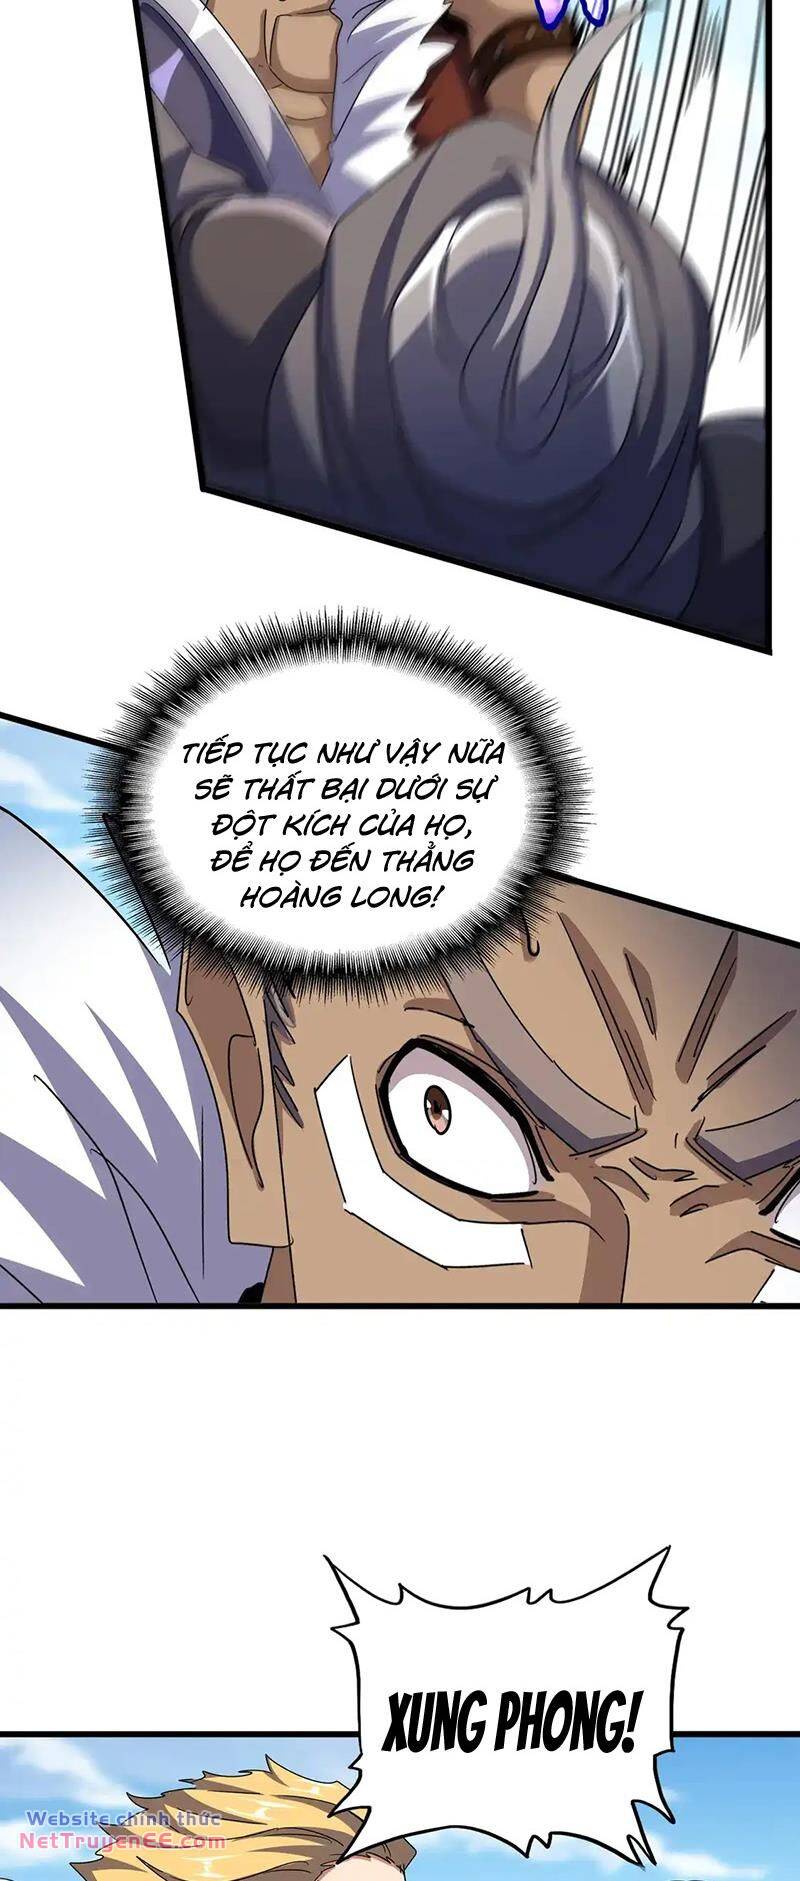 TIẾP TỤC NHƯ VẬY NỮA
SẼ THẤT BẠI DƯỚI SỰ
ĐỘT KÍCH CỦA HỌ,
ĐỂ HỌ ĐẾN THẲNG
HOÀNG LONG!
XUNG PHONG!
Website chính thức
NetTruyenEE.com